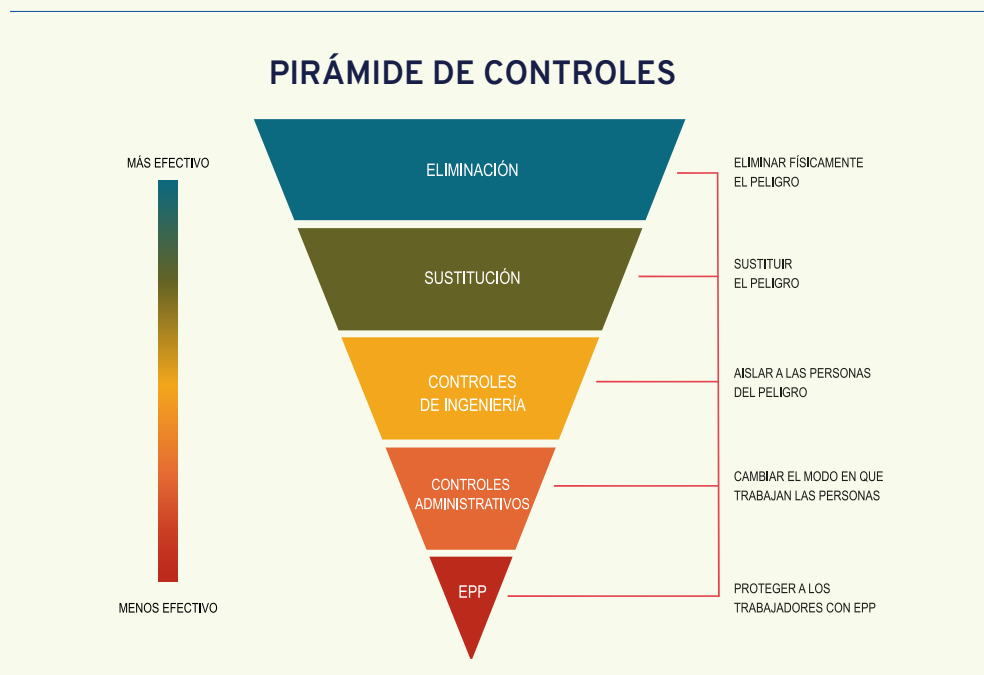 PIRÁMIDE DE CONTROLES
MÁS EFECTIVO
MENOS EFECTIVO
ELIMINACIÓN
ELIMINAR FÍSICAMENTE
EL PELIGRO
SUSTITUCIÓN
SUSTITUIR
EL PELIGRO
CONTROLES
DE INGENIERÍA
AISLAR A LAS PERSONAS
DEL PELIGRO
CONTROLES
ADMINISTRATIVOS
CAMBIAR EL MODO EN QUE
TRABAJAN LAS PERSONAS
EPP
PROTEGER A LOS
TRABAJADORES CON EPP